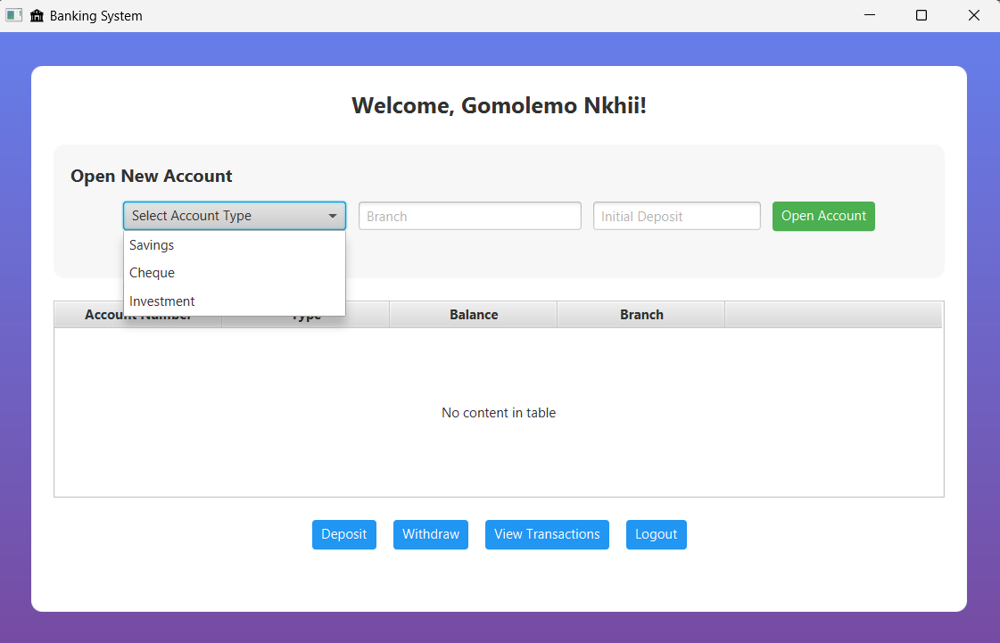 Banking System
Welcome, Gomolemo Nkhii!
Open New Account
Select Account Type Branch Initial Deposit Open Account
Savings
Cheque
Investment
Account Number Type Balance Branch
No content in table
Deposit Withdraw View Transactions Logout